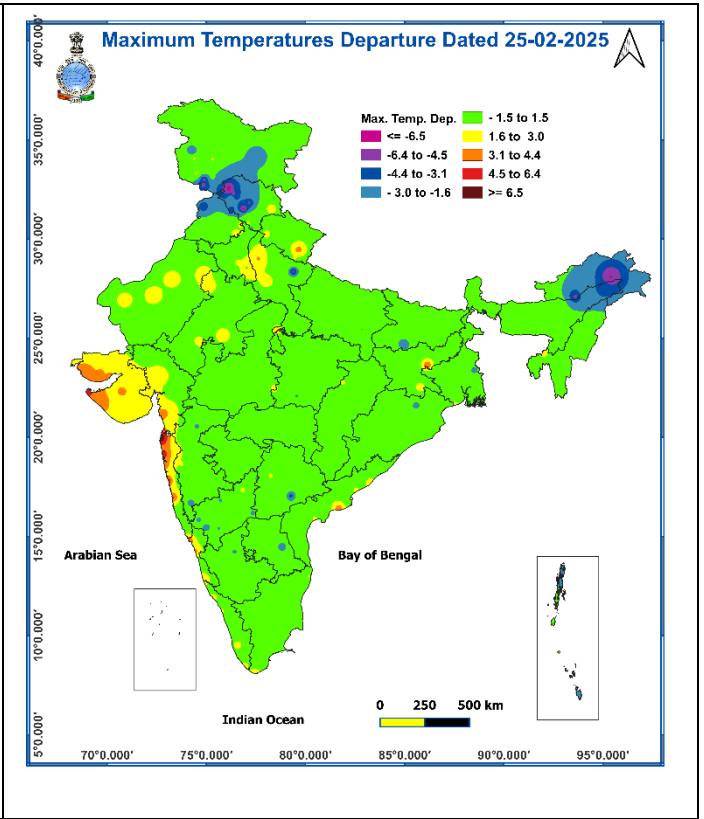 Maximum Temperatures Departure Dated 25-02-2025
Max. Temp. Dep.
<= -6.5
-6.4 to -4.5
-4.4 to -3.1
- 3.0 to -1.6
- 1.5 to 1.5
1.6 to 3.0
3.1 to 4.4
4.5 to 6.4
>= 6.5
40°0.000'
35°0.000'
30°0.000'
25°0.000'
20°0.000'
15°0.000'
10°0.000'
5°0.000'
Arabian Sea
Bay of Bengal
Indian Ocean
0 250 500 km
70°0.000' 75°0.000' 80°0.000' 85°0.000' 90°0.000' 95°0.000'